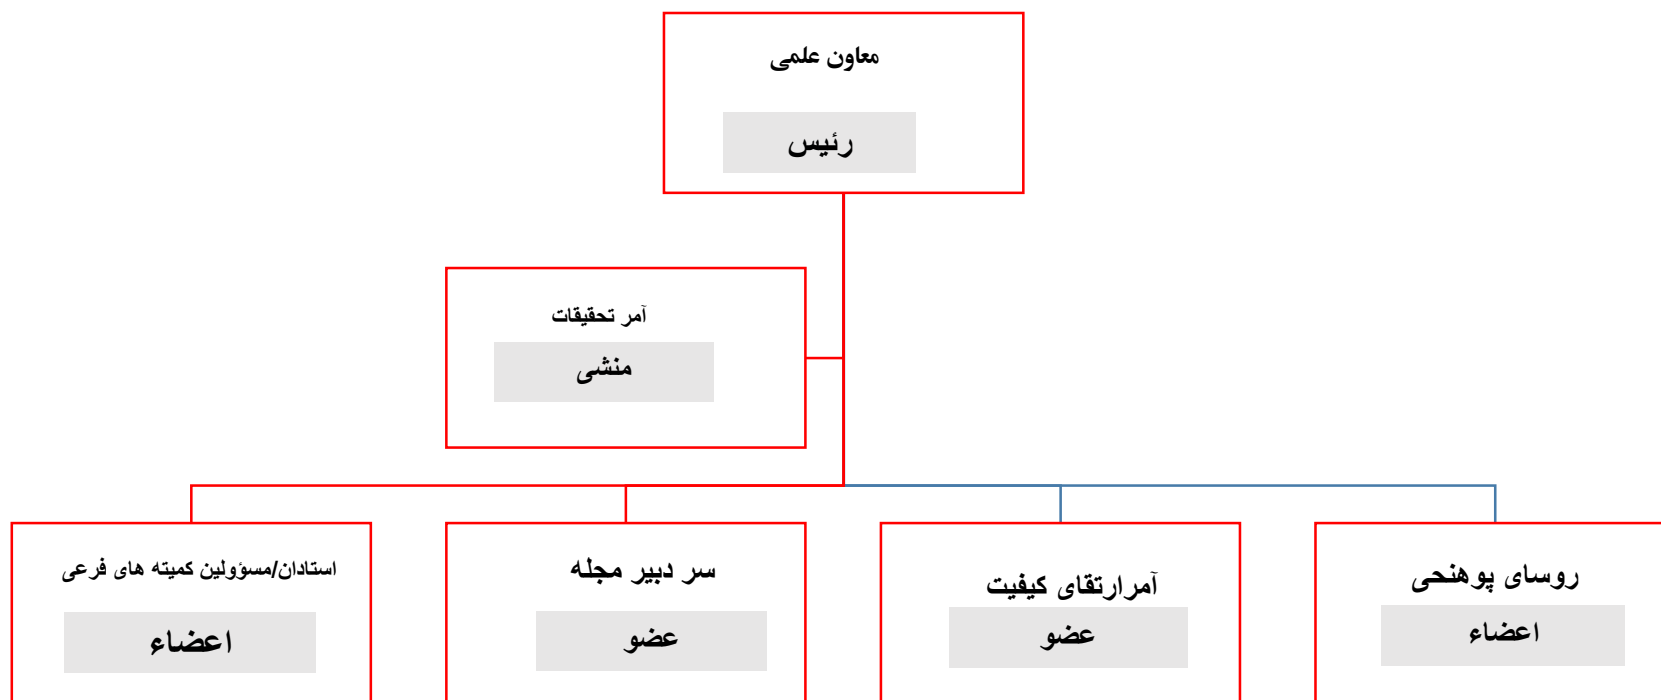 معاون علمی
رئیس
آمر تحقیقات
منشی
روسای پوهنحی
اعضاء
آمرارتقای کیفیت
عضو
سر دبیر مجله
عضو
استادان/مسؤولین کمیته های فرعی
اعضاء